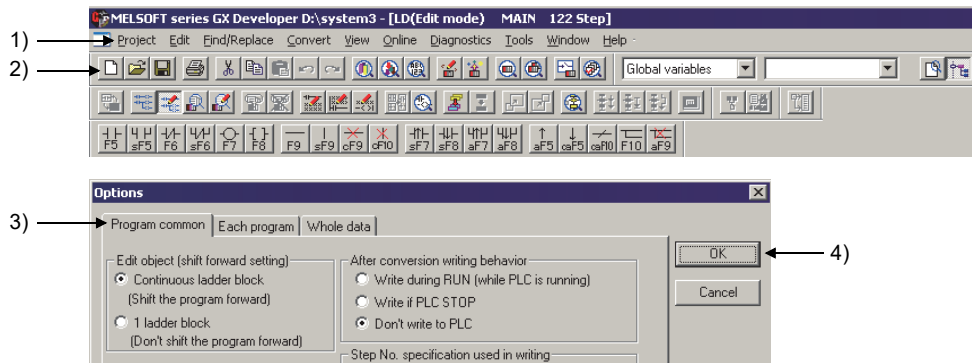 MELSOFT series GX Developer D:\system3 - [LD(Edit mode) MAIN 122 Step]
1) Project Edit Find/Replace Convert View Online Diagnostics Tools Window Help
2) Global variables
F5 sF5 F6 sF6 F7 F8 F9 sF9 cF9 cF10 sF7 sF8 aF7 aF8 aF5 caF5 caF10 F10 aF9
Options
3) Program common Each program Whole data
Edit object (shift forward setting) After conversion writing behavior OK 4)
Continuous ladder block Write during RUN (while PLC is running)
(Shift the program forward) Write if PLC STOP Cancel
1 ladder block Don't write to PLC
(Don't shift the program forward)
Step No. specification used in writing